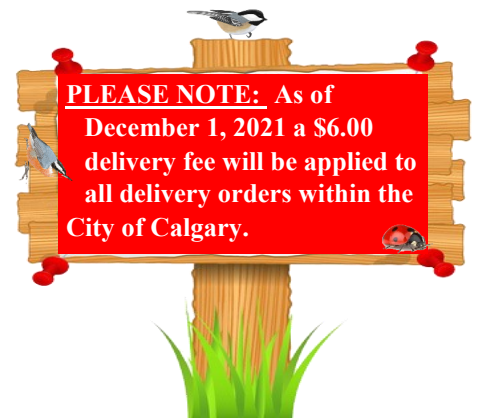 PLEASE NOTE: As of
December 1, 2021 a $6.00
delivery fee will be applied to
all delivery orders within the
City of Calgary.